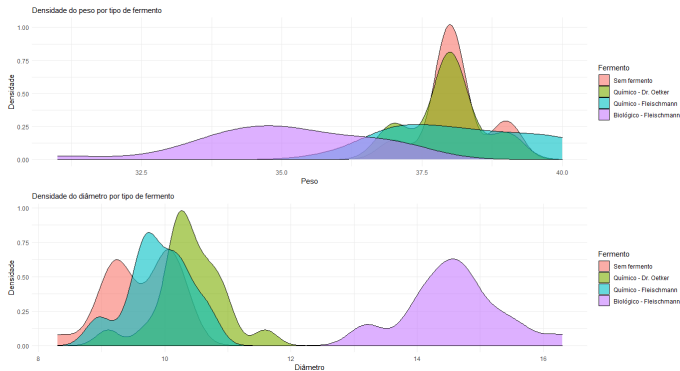 Densidade do peso por tipo de fermento
1.00
0.75
0.50
0.25
0.00
Densidade
32.5
35.0
37.5
40.0
Peso
Fermento
Sem fermento
Químico - Dr. Oetker
Químico - Fleischmann
Biológico - Fleischmann
Densidade do diâmetro por tipo de fermento
1.00
0.75
0.50
0.25
0.00
Densidade
8
10
12
14
16
Diâmetro
Fermento
Sem fermento
Químico - Dr. Oetker
Químico - Fleischmann
Biológico - Fleischmann